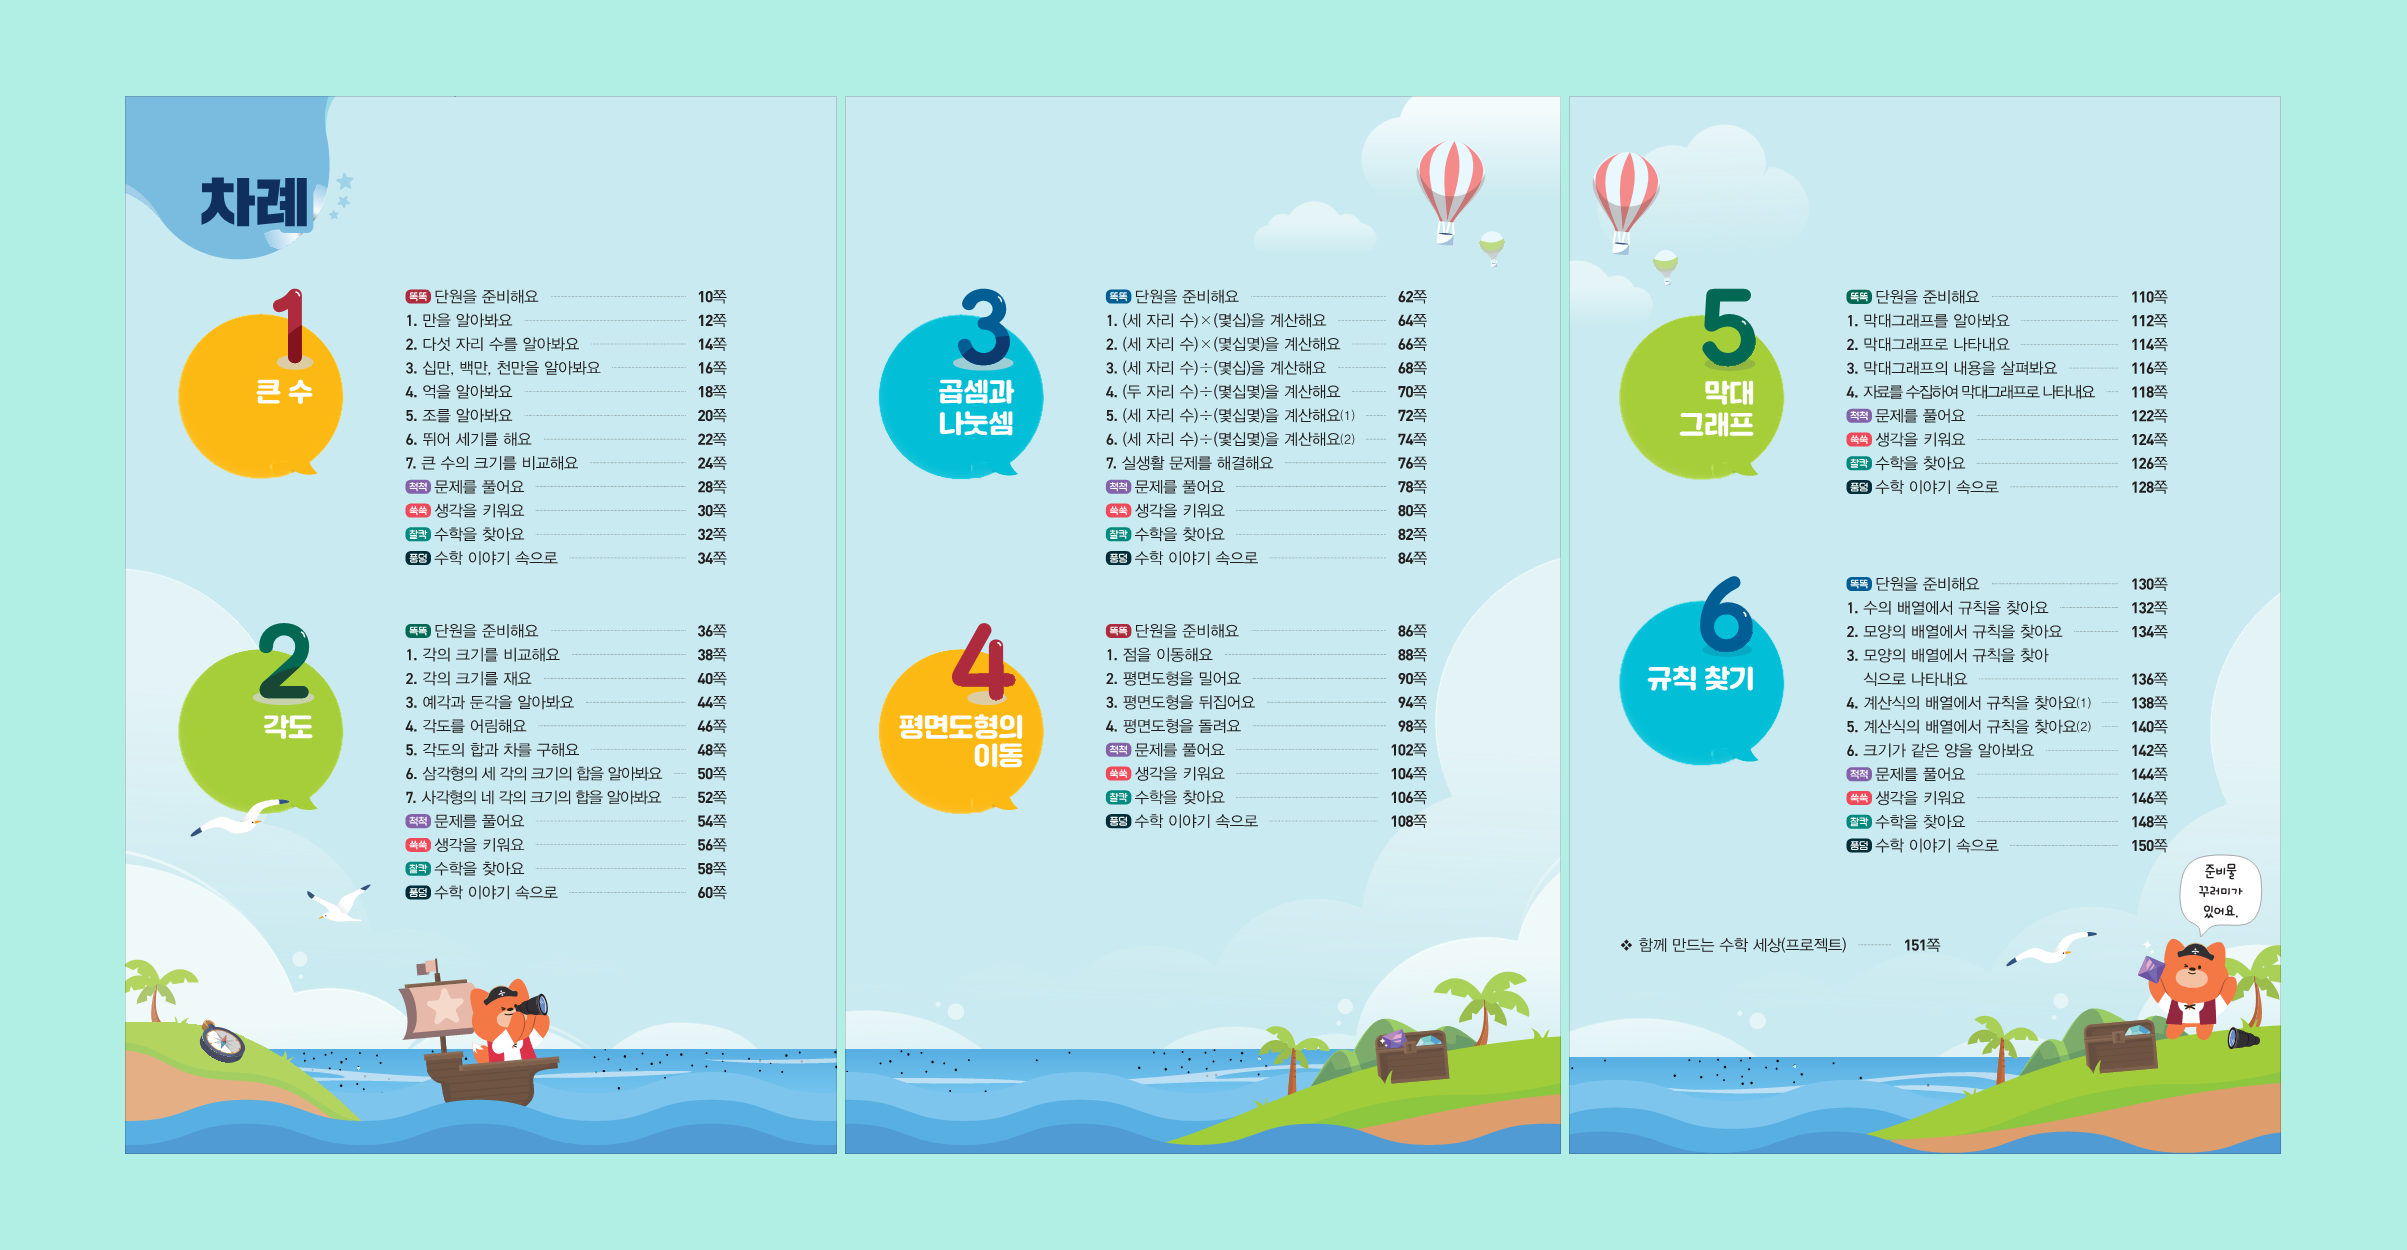 차례
1
큰 수
똑똑 단원을 준비해요 10쪽
1. 만을 알아봐요 12쪽
2. 다섯 자리 수를 알아봐요 14쪽
3. 십만, 백만, 천만을 알아봐요 16쪽
4. 억을 알아봐요 18쪽
5. 조를 알아봐요 20쪽
6. 뛰어 세기를 해요 22쪽
7. 큰 수의 크기를 비교해요 24쪽
척척 문제를 풀어요 28쪽
쑥쑥 생각을 키워요 30쪽
찰칵 수학을 찾아요 32쪽
풍덩 수학 이야기 속으로 34쪽
2
각도
똑똑 단원을 준비해요 36쪽
1. 각의 크기를 비교해요 38쪽
2. 각의 크기를 재요 40쪽
3. 예각과 둔각을 알아봐요 44쪽
4. 각도를 어림해요 46쪽
5. 각도의 합과 차를 구해요 48쪽
6. 삼각형의 세 각의 크기의 합을 알아봐요 50쪽
7. 사각형의 네 각의 크기의 합을 알아봐요 52쪽
척척 문제를 풀어요 54쪽
쑥쑥 생각을 키워요 56쪽
찰칵 수학을 찾아요 58쪽
풍덩 수학 이야기 속으로 60쪽
3
곱셈과
나눗셈
똑똑 단원을 준비해요 62쪽
1. (세 자리 수)×(몇십)을 계산해요 64쪽
2. (세 자리 수)×(몇십몇)을 계산해요 66쪽
3. (세 자리 수)÷(몇십)을 계산해요 68쪽
4. (두 자리 수)÷(몇십몇)을 계산해요 70쪽
5. (세 자리 수)÷(몇십몇)을 계산해요(1) 72쪽
6. (세 자리 수)÷(몇십몇)을 계산해요(2) 74쪽
7. 실생활 문제를 해결해요 76쪽
척척 문제를 풀어요 78쪽
쑥쑥 생각을 키워요 80쪽
찰칵 수학을 찾아요 82쪽
풍덩 수학 이야기 속으로 84쪽
4
평면도형의
이동
똑똑 단원을 준비해요 86쪽
1. 점을 이동해요 88쪽
2. 평면도형을 밀어요 90쪽
3. 평면도형을 뒤집어요 94쪽
4. 평면도형을 돌려요 98쪽
척척 문제를 풀어요 102쪽
쑥쑥 생각을 키워요 104쪽
찰칵 수학을 찾아요 106쪽
풍덩 수학 이야기 속으로 108쪽
5
막대
그래프
똑똑 단원을 준비해요 110쪽
1. 막대그래프를 알아봐요 112쪽
2. 막대그래프로 나타내요 114쪽
3. 막대그래프의 내용을 살펴봐요 116쪽
4. 자료를 수집하여 막대그래프로 나타내요 118쪽
척척 문제를 풀어요 122쪽
쑥쑥 생각을 키워요 124쪽
찰칵 수학을 찾아요 126쪽
풍덩 수학 이야기 속으로 128쪽
6
규칙 찾기
똑똑 단원을 준비해요 130쪽
1. 수의 배열에서 규칙을 찾아요 132쪽
2. 모양의 배열에서 규칙을 찾아요 134쪽
3. 모양의 배열에서 규칙을 찾아
식으로 나타내요 136쪽
4. 계산식의 배열에서 규칙을 찾아요(1) 138쪽
5. 계산식의 배열에서 규칙을 찾아요(2) 140쪽
6. 크기가 같은 양을 알아봐요 142쪽
척척 문제를 풀어요 144쪽
쑥쑥 생각을 키워요 146쪽
찰칵 수학을 찾아요 148쪽
풍덩 수학 이야기 속으로 150쪽
준비물
꾸러미가
있어요.
❖ 함께 만드는 수학 세상(프로젝트) 151쪽